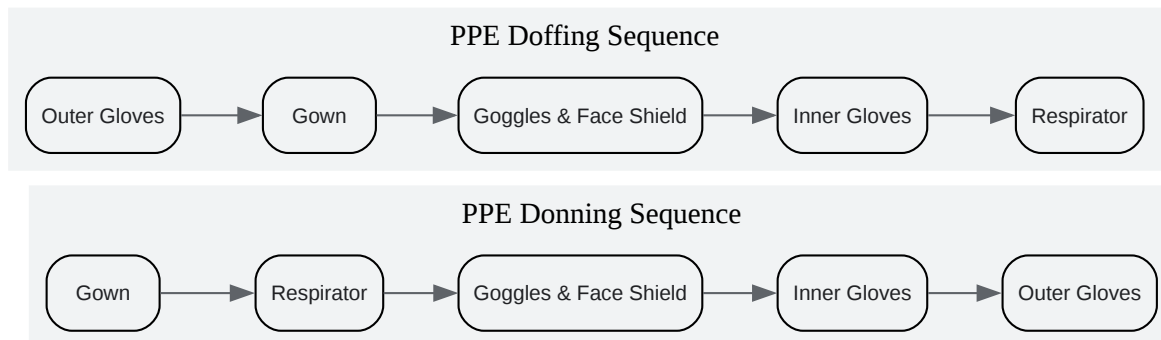 PPE Doffing Sequence
Outer Gloves
Gown
Goggles & Face Shield
Inner Gloves
Respirator
PPE Donning Sequence
Gown
Respirator
Goggles & Face Shield
Inner Gloves
Outer Gloves